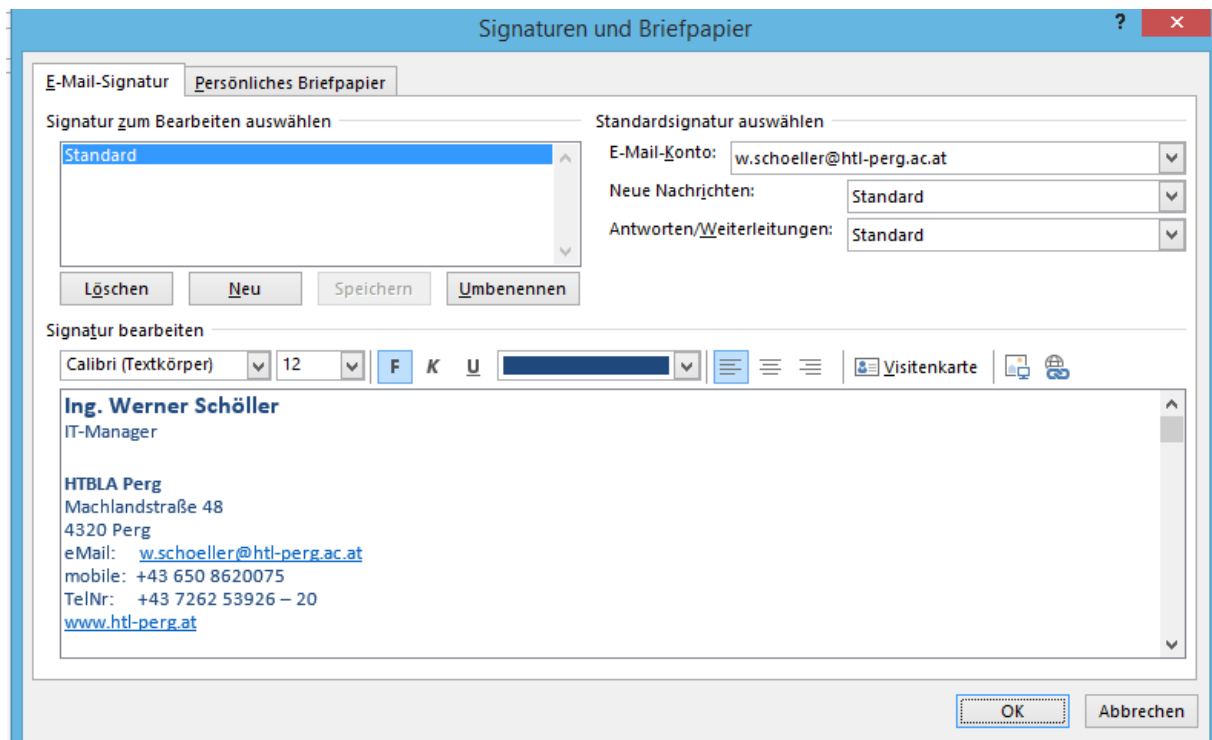 Signaturen und Briefpapier
?
E-Mail-Signatur Persönliches Briefpapier
Signatur zum Bearbeiten auswählen
Standard
Löschen Neu Speichern Umbenennen
Standardsignatur auswählen
E-Mail-Konto: w.schoeller@htl-perg.ac.at
Neue Nachrichten: Standard
Antworten/Weiterleitungen: Standard
Signatur bearbeiten
Calibri (Textkörper) 12 F K U Visitenkarte
Ing. Werner Schöller
IT-Manager
HTBLA Perg
Machlandstraße 48
4320 Perg
eMail: w.schoeller@htl-perg.ac.at
mobile: +43 650 8620075
TelNr: +43 7262 53926 – 20
www.htl-perg.at
OK Abbrechen